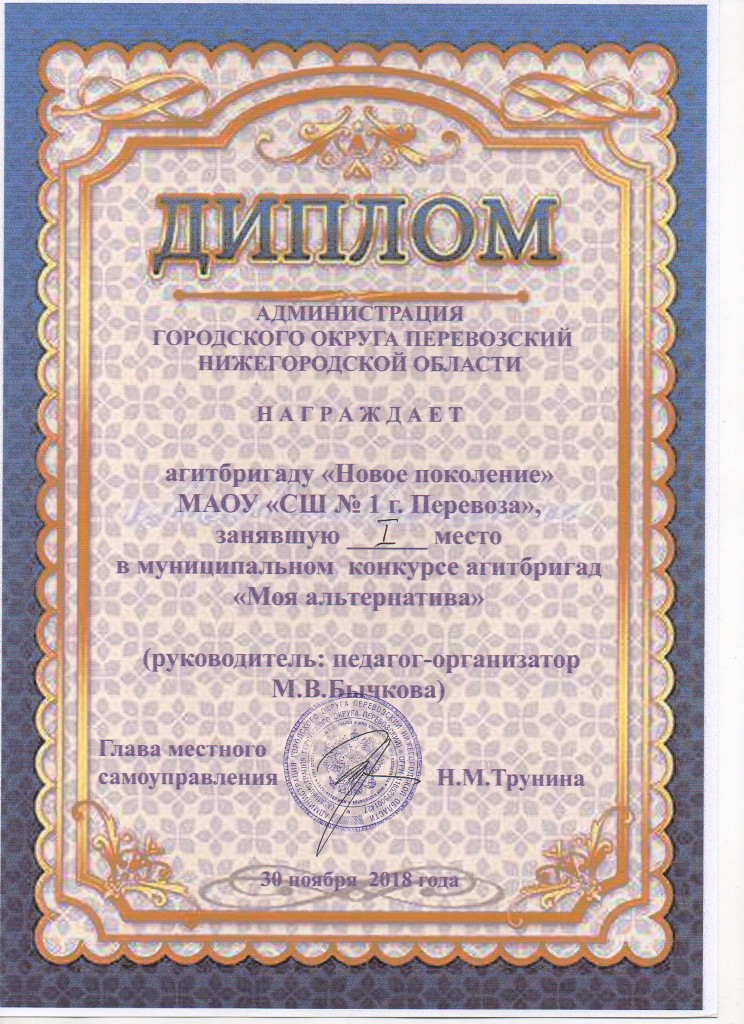 ДИПЛОМ
АДМИНИСТРАЦИЯ
ГОРОДСКОГО ОКРУГА ПЕРЕВОЗСКИЙ
НИЖЕГОРОДСКОЙ ОБЛАСТИ
Н А Г Р А Ж Д А Е Т
агитбригаду «Новое поколение»
МАОУ «СШ № 1 г. Перевоза»,
занявшую I место
в муниципальном конкурсе агитбригад
«Моя альтернатива»
(руководитель: педагог-организатор
М.В.Бычкова)
Глава местного
самоуправления Н.М.Трунина
30 ноября 2018 года